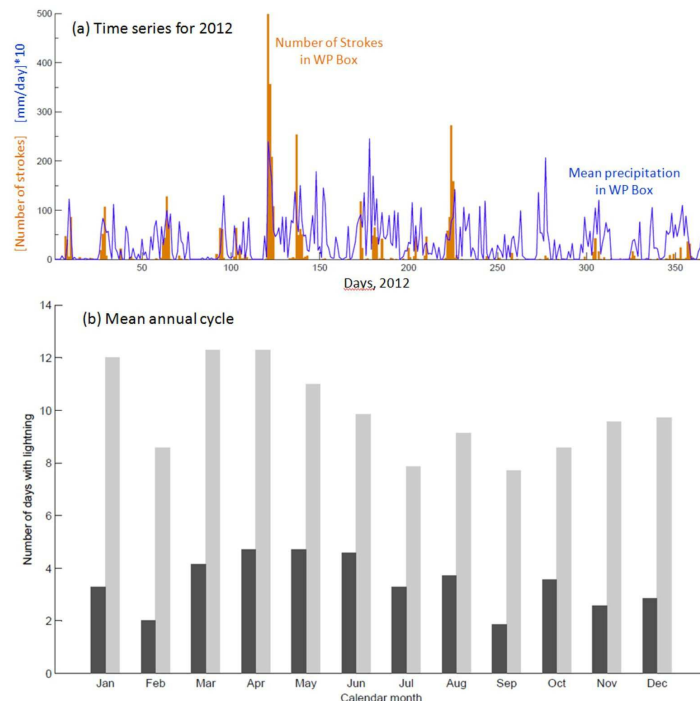 (a) Time series for 2012
Number of Strokes
in WP Box
Mean precipitation
in WP Box
[Number of strokes] [mm/day]*10
500
400
300
200
100
0
50
100
150
200
250
300
350
Days, 2012
(b) Mean annual cycle
Number of days with lightning
14
12
10
8
6
4
2
0
Jan Feb Mar Apr May Jun Jul Aug Sep Oct Nov Dec
Calendar month